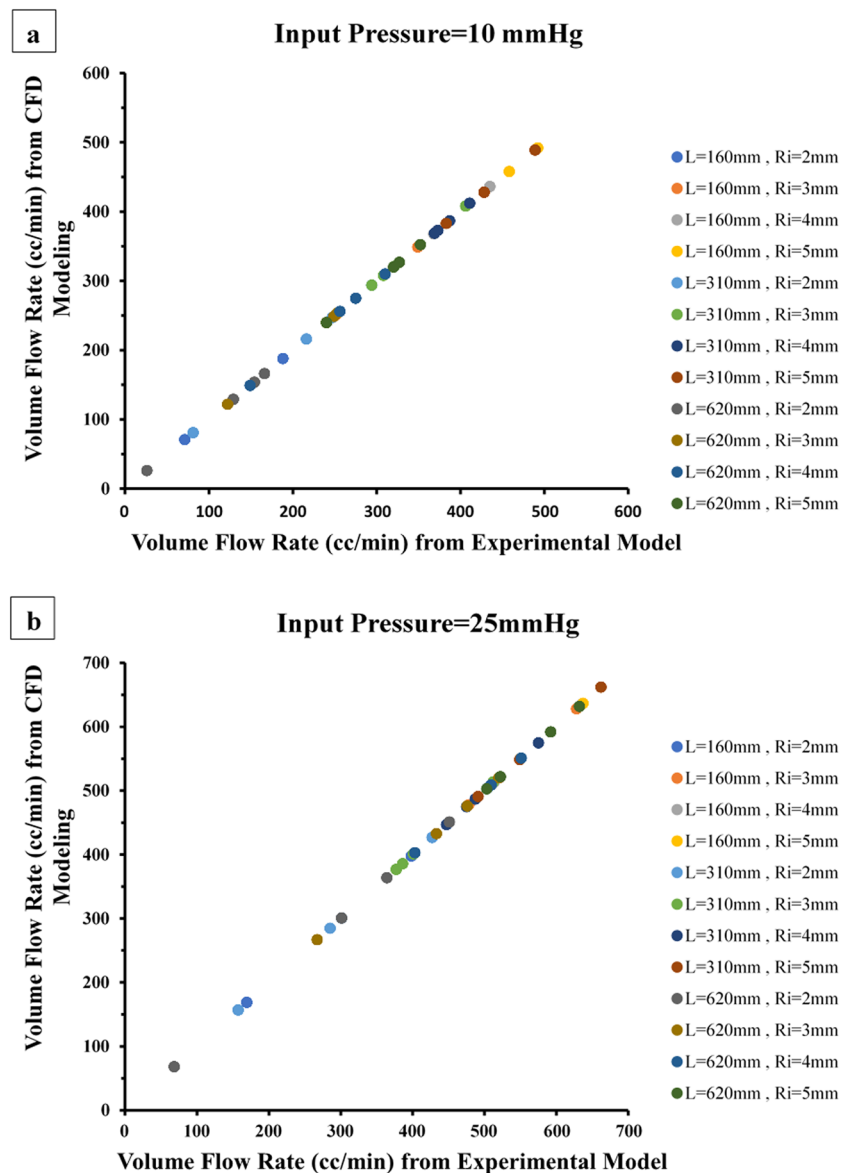 a
Input Pressure=10 mmHg
Volume Flow Rate (cc/min) from CFD
Modeling
600
500
400
300
200
100
0
0 100 200 300 400 500 600
Volume Flow Rate (cc/min) from Experimental Model
L=160mm , Ri=2mm
L=160mm , Ri=3mm
L=160mm , Ri=4mm
L=160mm , Ri=5mm
L=310mm , Ri=2mm
L=310mm , Ri=3mm
L=310mm , Ri=4mm
L=310mm , Ri=5mm
L=620mm , Ri=2mm
L=620mm , Ri=3mm
L=620mm , Ri=4mm
L=620mm , Ri=5mm
b
Input Pressure=25mmHg
Volume Flow Rate (cc/min) from CFD
Modeling
700
600
500
400
300
200
100
0
0 100 200 300 400 500 600 700
Volume Flow Rate (cc/min) from Experimental Model
L=160mm , Ri=2mm
L=160mm , Ri=3mm
L=160mm , Ri=4mm
L=160mm , Ri=5mm
L=310mm , Ri=2mm
L=310mm , Ri=3mm
L=310mm , Ri=4mm
L=310mm , Ri=5mm
L=620mm , Ri=2mm
L=620mm , Ri=3mm
L=620mm , Ri=4mm
L=620mm , Ri=5mm